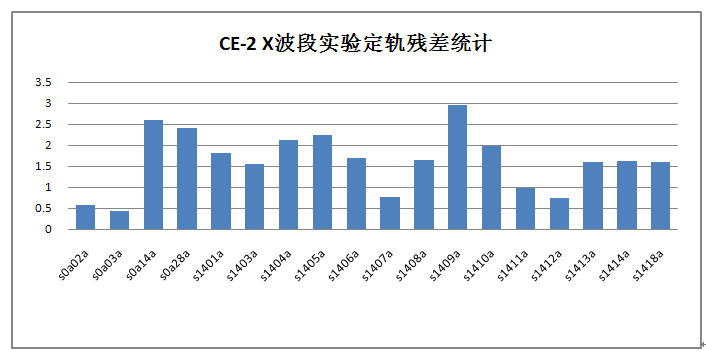 CE-2 X波段实验定轨残差统计
3.5
3
2.5
2
1.5
1
0.5
0
s0a02a
s0a03a
s0a14a
s0a28a
s1401a
s1403a
s1404a
s1405a
s1406a
s1407a
s1408a
s1409a
s1410a
s1411a
s1412a
s1413a
s1414a
s1418a